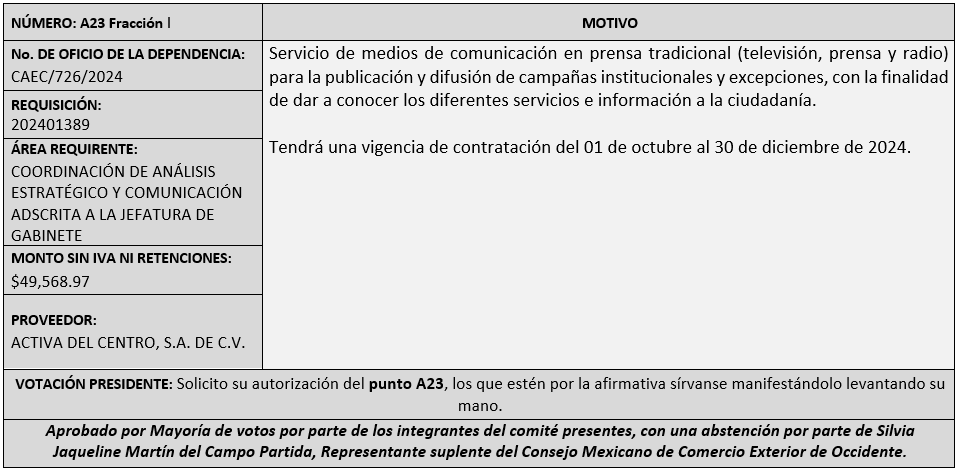 NÚMERO: A23 Fracción I
MOTIVO
No. DE OFICIO DE LA DEPENDENCIA:
CAEC/726/2024
REQUISICIÓN:
202401389
ÁREA REQUIRENTE:
COORDINACIÓN DE ANÁLISIS
ESTRATÉGICO Y COMUNICACIÓN
ADSCRITA A LA JEFATURA DE
GABINETE
MONTO SIN IVA NI RETENCIONES:
$49,568.97
PROVEEDOR:
ACTIVA DEL CENTRO, S.A. DE C.V.
Servicio de medios de comunicación en prensa tradicional (televisión, prensa y radio)
para la publicación y difusión de campañas institucionales y excepciones, con la finalidad
de dar a conocer los diferentes servicios e información a la ciudadanía.
Tendrá una vigencia de contratación del 01 de octubre al 30 de diciembre de 2024.
VOTACIÓN PRESIDENTE: Solicito su autorización del punto A23, los que estén por la afirmativa sírvanse manifestándolo levantando su
mano.
Aprobado por Mayoría de votos por parte de los integrantes del comité presentes, con una abstención por parte de Silvia
Jaqueline Martín del Campo Partida, Representante suplente del Consejo Mexicano de Comercio Exterior de Occidente.